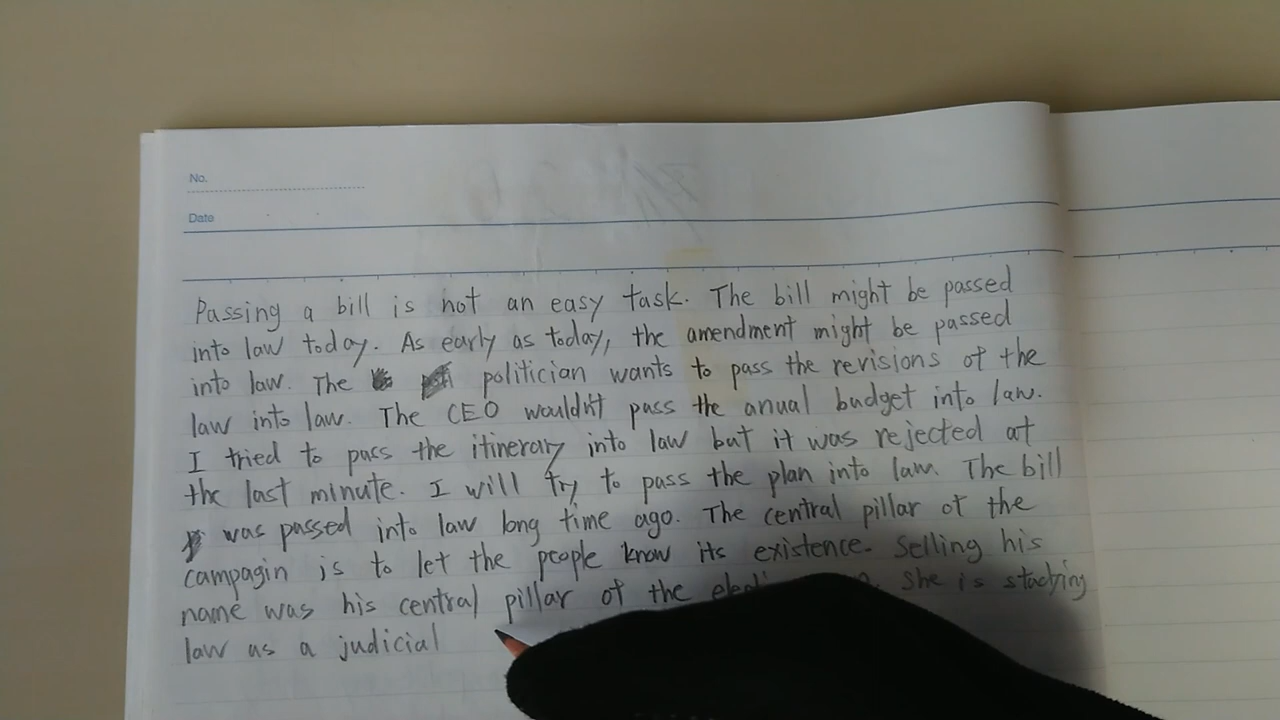 No.
Date
Passing a bill is not an easy task. The bill might be passed
into law today. As early as today, the amendment might be passed
into law. The politician wants to pass the revisions of the
law into law. The CEO wouldn't pass the anual budget into law.
I tried to pass the itinerary into law but it was rejected at
the last minute. I will try to pass the plan into law. The bill
was passed into law long time ago. The central pillar of the
campagin is to let the people know its existence. Selling his
name was his central pillar of the She is studying
law as a judicial